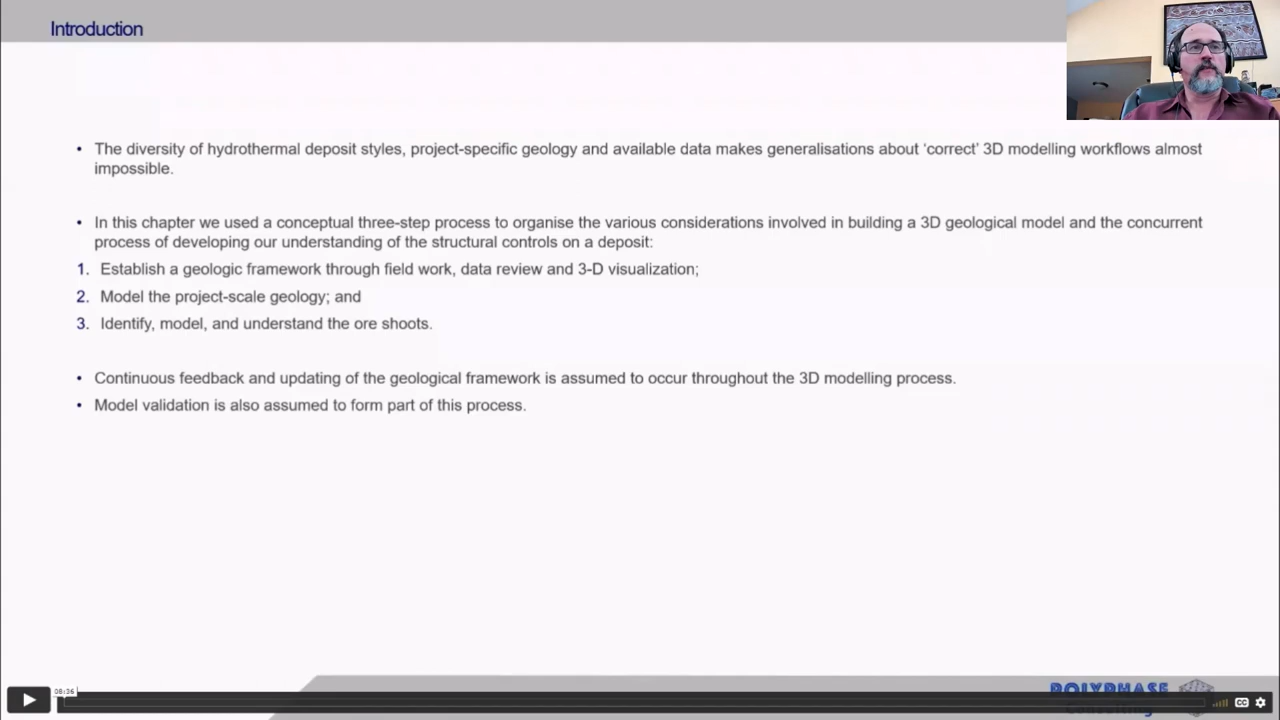 Introduction
• The diversity of hydrothermal deposit styles, project-specific geology and available data makes generalisations about ‘correct’ 3D modelling workflows almost
impossible.
• In this chapter we used a conceptual three-step process to organise the various considerations involved in building a 3D geological model and the concurrent
process of developing our understanding of the structural controls on a deposit:
1. Establish a geologic framework through field work, data review and 3-D visualization;
2. Model the project-scale geology; and
3. Identify, model, and understand the ore shoots.
• Continuous feedback and updating of the geological framework is assumed to occur throughout the 3D modelling process.
• Model validation is also assumed to form part of this process.
POLYPHASE
08:36
CC